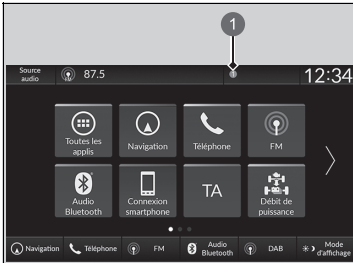 1
Source
audio
87.5
12:34
Toutes les
applis
Navigation
Téléphone
FM
Audio
Bluetooth
Connexion
smartphone
TA
Débit de
puissance
Navigation
Téléphone
FM
Audio
Bluetooth
DAB
Mode
d'affichage